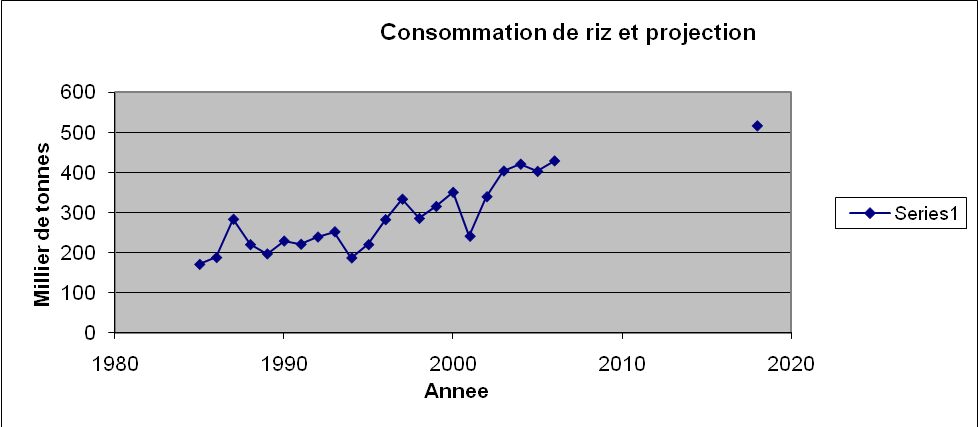 Consommation de riz et projection
600
500
400
300
200
100
0
Millier de tonnes
1980 1990 2000 2010 2020
Annee
Series1